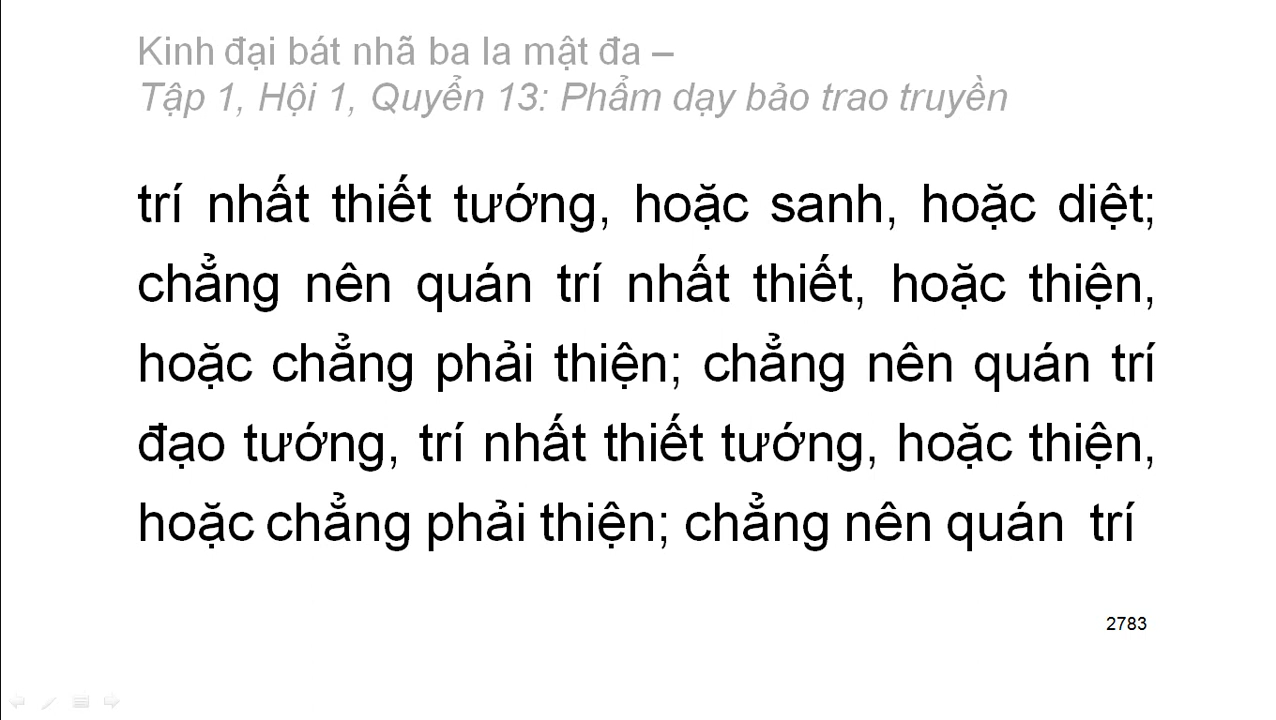 Kinh đại bát nhã ba la mật đa –
Tập 1, Hội 1, Quyển 13: Phẩm dạy bảo trao truyền
trí nhất thiết tướng, hoặc sanh, hoặc diệt;
chẳng nên quán trí nhất thiết, hoặc thiện,
hoặc chẳng phải thiện; chẳng nên quán trí
đạo tướng, trí nhất thiết tướng, hoặc thiện,
hoặc chẳng phải thiện; chẳng nên quán trí
2783